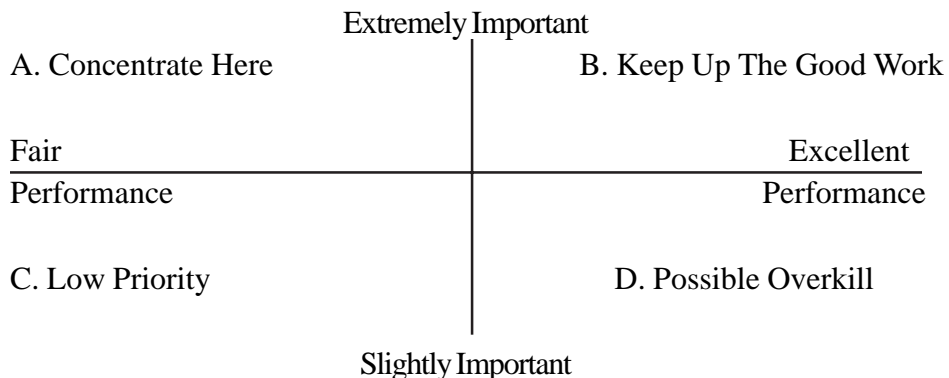 Extremely Important
A. Concentrate Here
B. Keep Up The Good Work
Fair
Excellent
Performance
Performance
C. Low Priority
D. Possible Overkill
Slightly Important